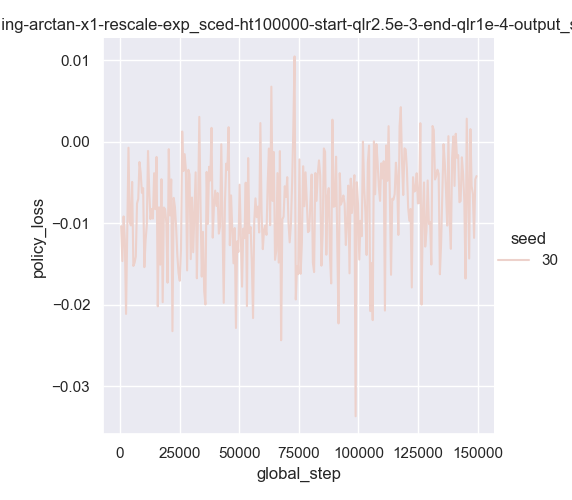 ing-arctan-x1-rescale-exp_sced-ht100000-start-qlr2.5e-3-end-qlr1e-4-output_s
0.01
0.00
−0.01
−0.02
−0.03
policy_loss
seed
30
0 25000 50000 75000 100000 125000 150000
global_step